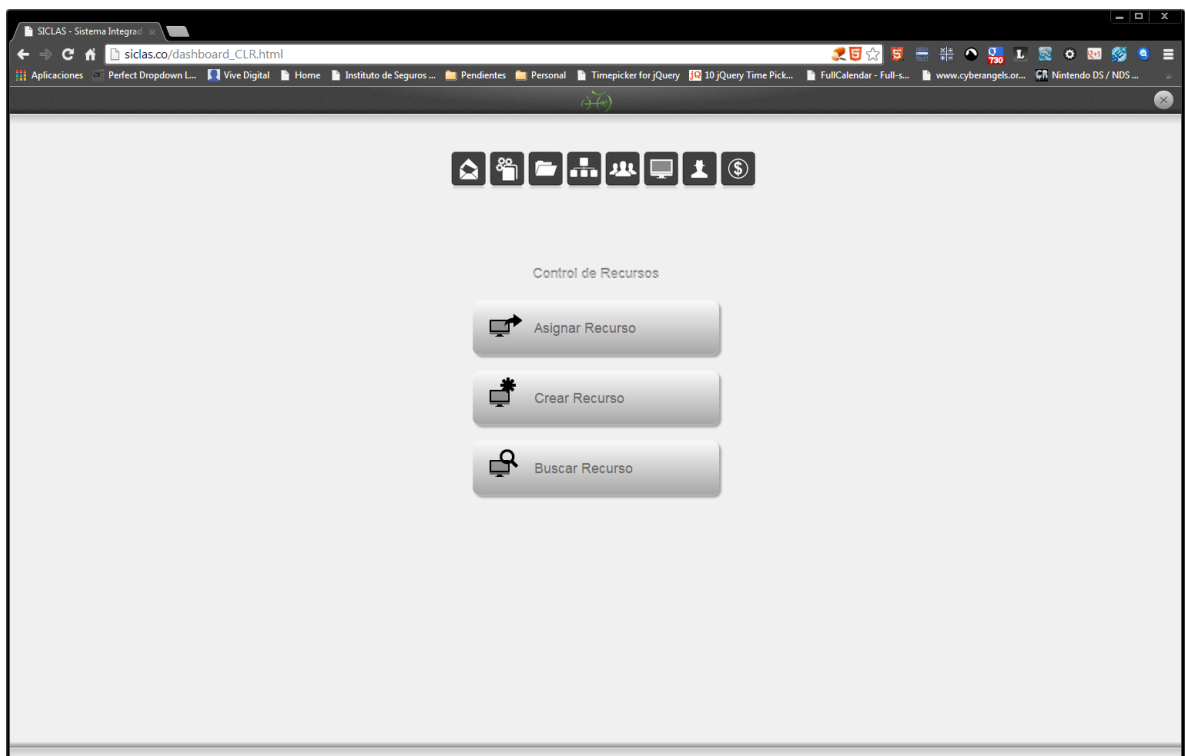 SICLAS - Sistema Integrad
siclas.co/dashboard_CLR.html
730
L
Aplicaciones Perfect Dropdown L... Vive Digital Home Instituto de Seguros ... Pendientes Personal Timepicker for jQuery 10 jQuery Time Pick... FullCalendar - Full-s... www.cyberangels.or... Nintendo DS / NDS ...
Control de Recursos
Asignar Recurso
Crear Recurso
Buscar Recurso